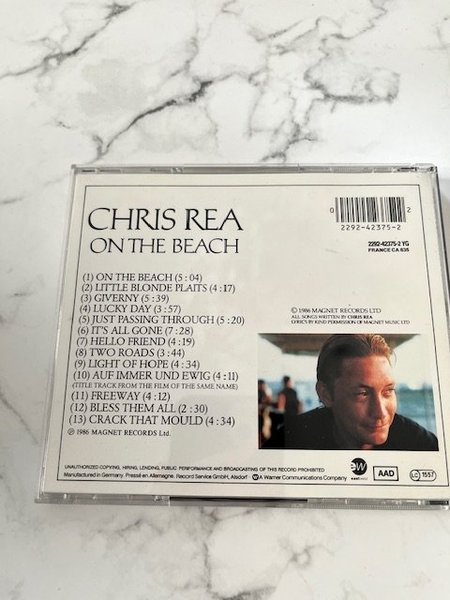 CHRIS REA
ON THE BEACH
0 2292-42375-2 2
2292-42375-2 YG
FRANCE CA 835
(1) ON THE BEACH (5 : 04)
(2) LITTLE BLONDE PLAITS (4 : 17)
(3) GIVERNY (5 : 39)
(4) LUCKY DAY (3 : 57)
(5) JUST PASSING THROUGH (5 : 20)
(6) IT'S ALL GONE (7 : 28)
(7) HELLO FRIEND (4 : 19)
(8) TWO ROADS (3 : 44)
(9) LIGHT OF HOPE (4 : 34)
(10) AUF IMMER UND EWIG (4 : 11)
(TITLE TRACK FROM THE FILM OF THE SAME NAME)
(11) FREEWAY (4 : 12)
(12) BLESS THEM ALL (2 : 30)
(13) CRACK THAT MOULD (4 : 34)
℗ 1986 MAGNET RECORDS Ltd.
© 1986 MAGNET RECORDS LTD
ALL SONGS WRITTEN BY CHRIS REA
LYRICS BY KIND PERMISSION OF MAGNET MUSIC LTD
UNAUTHORIZED COPYING, HIRING, LENDING, PUBLIC PERFORMANCE AND BROADCASTING OF THIS RECORD PROHIBITED
Manufactured in Germany. Pressé en Allemagne. Record Service GmbH, Alsdorf A Warner Communications Company
ew
eastwest
AAD
LC 1557